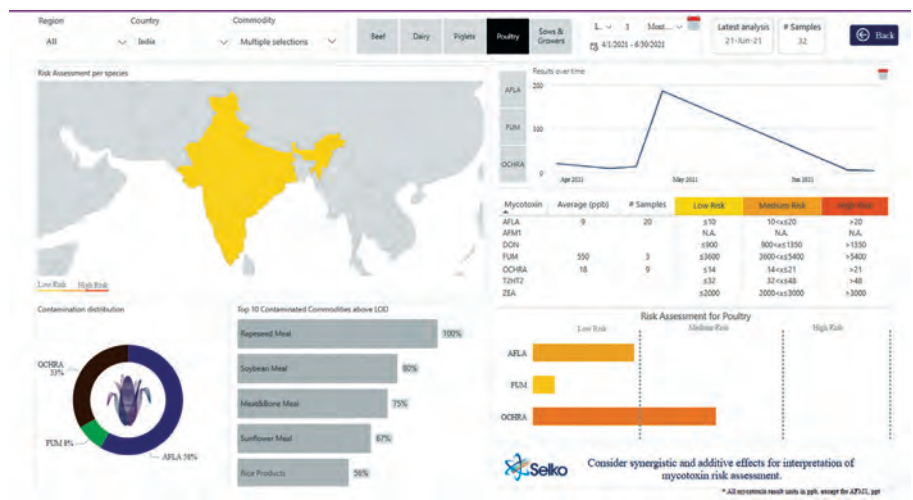 Region Country Commodity
All India Multiple selections
Beef Dairy Piglets Poultry Sows & Growers
L... 3 Mont...
4/1/2021 - 6/30/2021
Latest analysis
21-Jun-21
# Samples
32
Back
Risk Assessment per species
Low Risk High Risk
Results over time
AFLA
FUM
OCHRA
200
100
0
Apr 2021 May 2021 Jun 2021
Mycotoxin Average (ppb) # Samples Low Risk Medium Risk High Risk
AFLA 9 20 ≤10 10<x≤20 >20
AFM1 N.A. N.A. N.A.
DON ≤900 900<x≤1350 >1350
FUM 550 3 ≤3600 3600<x≤5400 >5400
OCHRA 18 9 ≤14 14<x≤21 >21
T2HT2 ≤32 32<x≤48 >48
ZEA ≤2000 2000<x≤3000 >3000
Contamination distribution
OCHRA
33%
FUM 8%
AFLA 58%
Top 10 Contaminated Commodities above LOD
Rapeseed Meal 100%
Soybean Meal 80%
Meat&Bone Meal 75%
Sunflower Meal 67%
Rice Products 56%
Risk Assessment for Poultry
Low Risk Medium Risk High Risk
AFLA
FUM
OCHRA
Selko
Consider synergistic and additive effects for interpretation of
mycotoxin risk assessment.
* All mycotoxin result units in ppb, except for AFM1, ppt